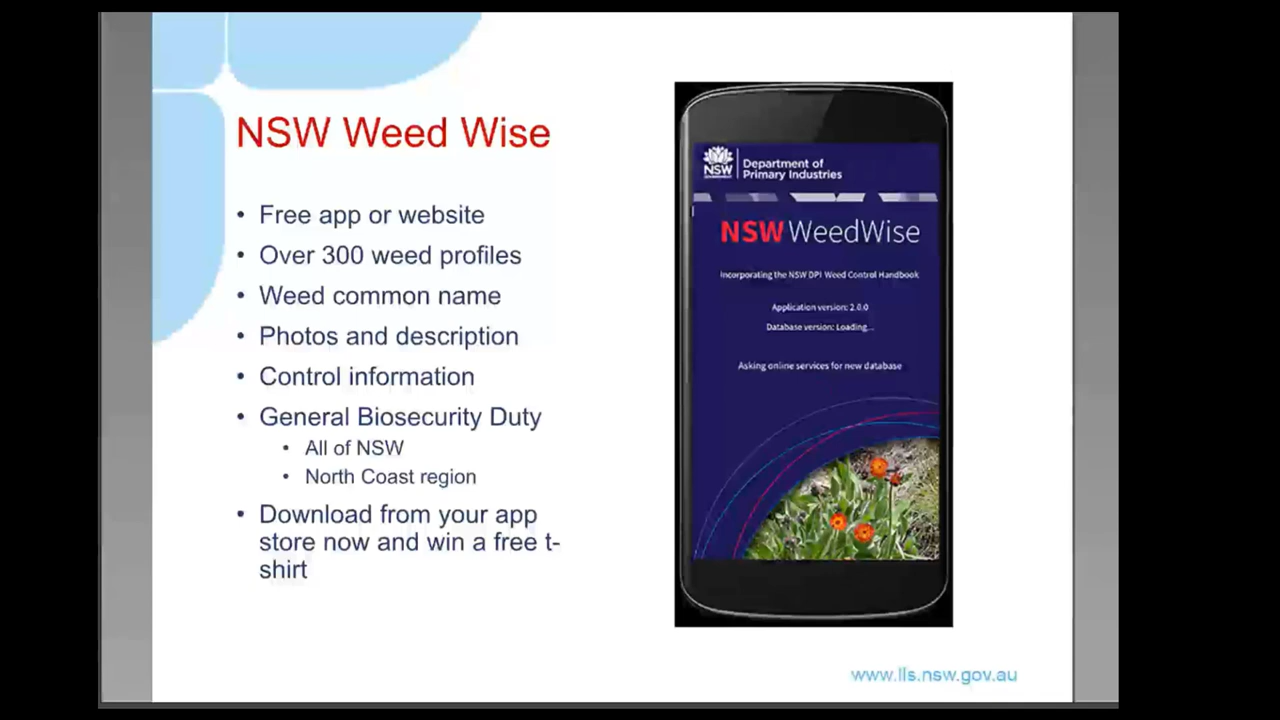 NSW Weed Wise
• Free app or website
• Over 300 weed profiles
• Weed common name
• Photos and description
• Control information
• General Biosecurity Duty
• All of NSW
• North Coast region
• Download from your app
store now and win a free t-
shirt
NSW
GOVERNMENT
Department of
Primary Industries
NSW WeedWise
Incorporating the NSW DPI Weed Control Handbook
Application version: 2.0.0
Database version: Loading...
Asking online services for new database
www.lls.nsw.gov.au